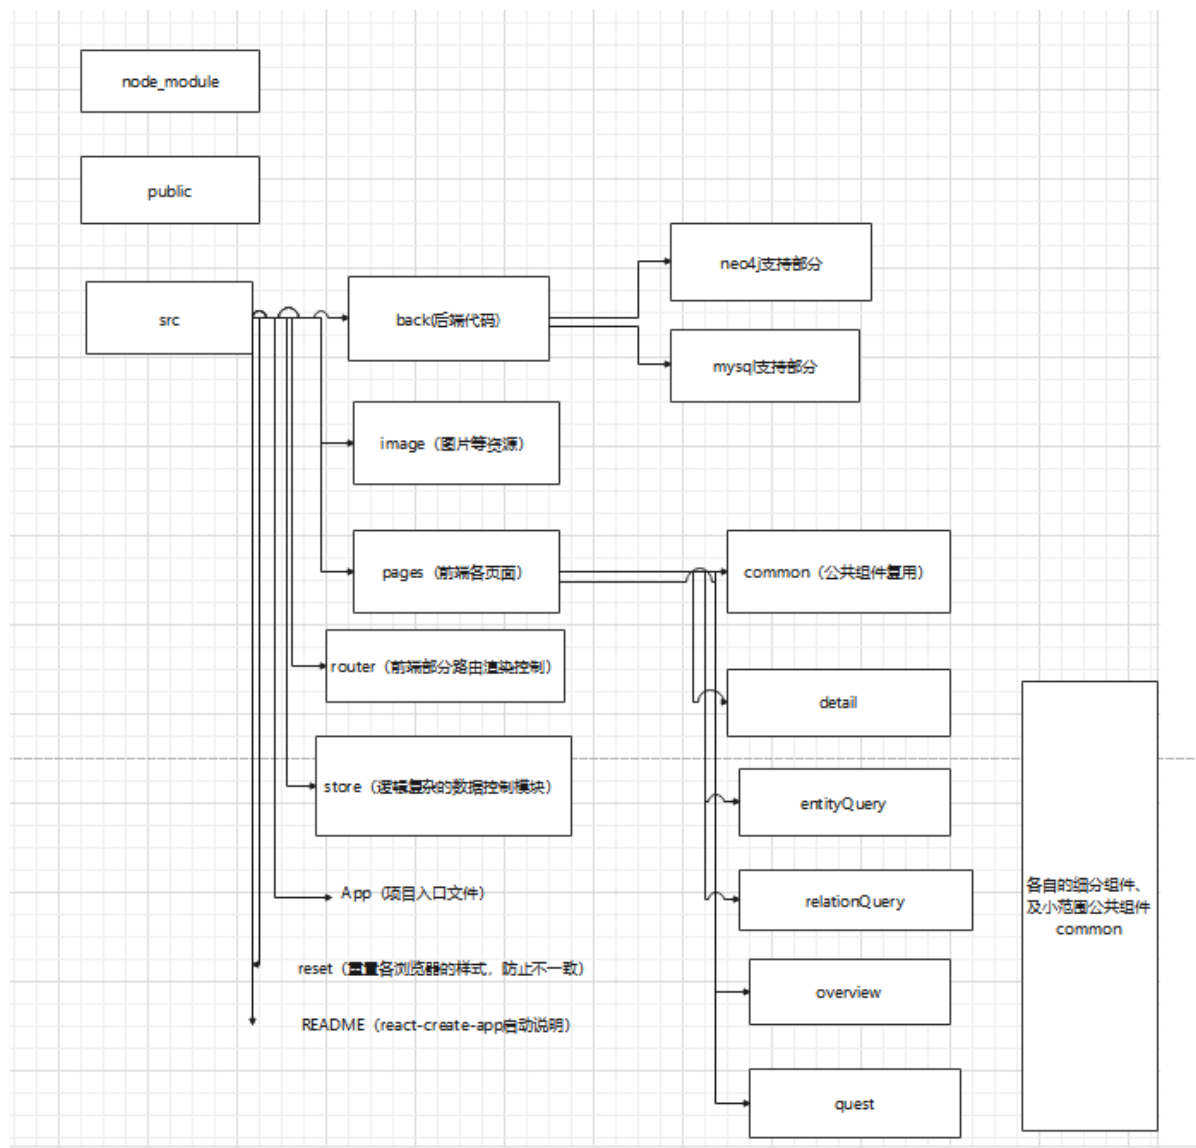 node_module
public
src
back(后端代码)
neo4j支持部分
mysql支持部分
image（图片等资源）
pages（前端各页面）
common（公共组件复用）
router（前端部分路由渲染控制）
detail
store（逻辑复杂的数据控制模块）
entityQuery
App（项目入口文件）
relationQuery
各自的细分组件、
及小范围公共组件
common
reset（重置各浏览器的样式，防止不一致）
overview
README（react-create-app启动说明）
quest